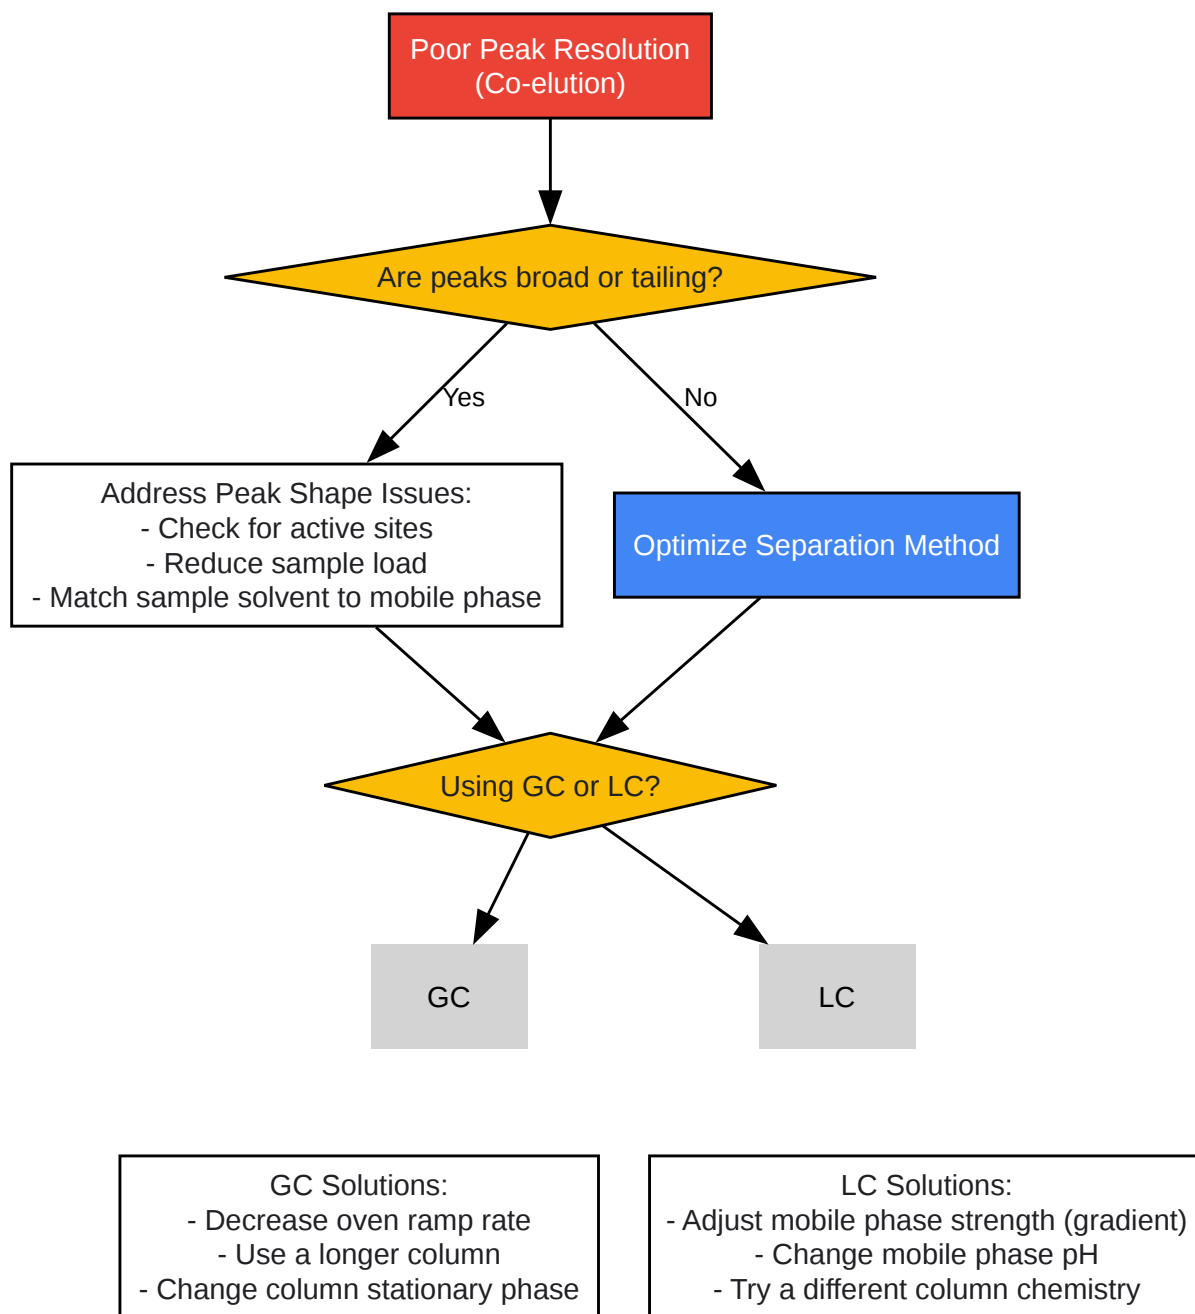 Poor Peak Resolution
(Co-elution)
Are peaks broad or tailing?
Yes
No
Address Peak Shape Issues:
- Check for active sites
- Reduce sample load
- Match sample solvent to mobile phase
Optimize Separation Method
Using GC or LC?
GC
LC
GC Solutions:
- Decrease oven ramp rate
- Use a longer column
- Change column stationary phase
LC Solutions:
- Adjust mobile phase strength (gradient)
- Change mobile phase pH
- Try a different column chemistry